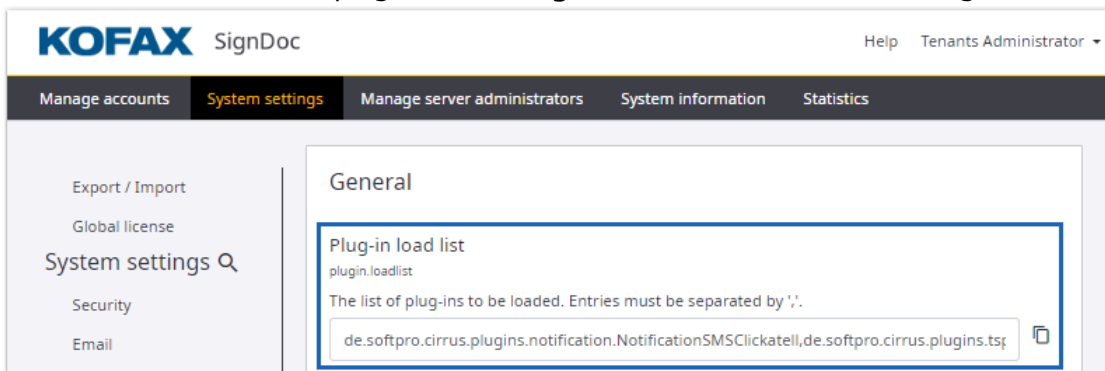 KOFAX SignDoc
Help Tenants Administrator
Manage accounts System settings Manage server administrators System information Statistics
Export / Import
Global license
System settings
Security
Email
General
Plug-in load list
plugin.loadlist
The list of plug-ins to be loaded. Entries must be separated by ','.
de.softpro.cirrus.plugins.notification.NotificationSMSClickatell,de.softpro.cirrus.plugins.tsp